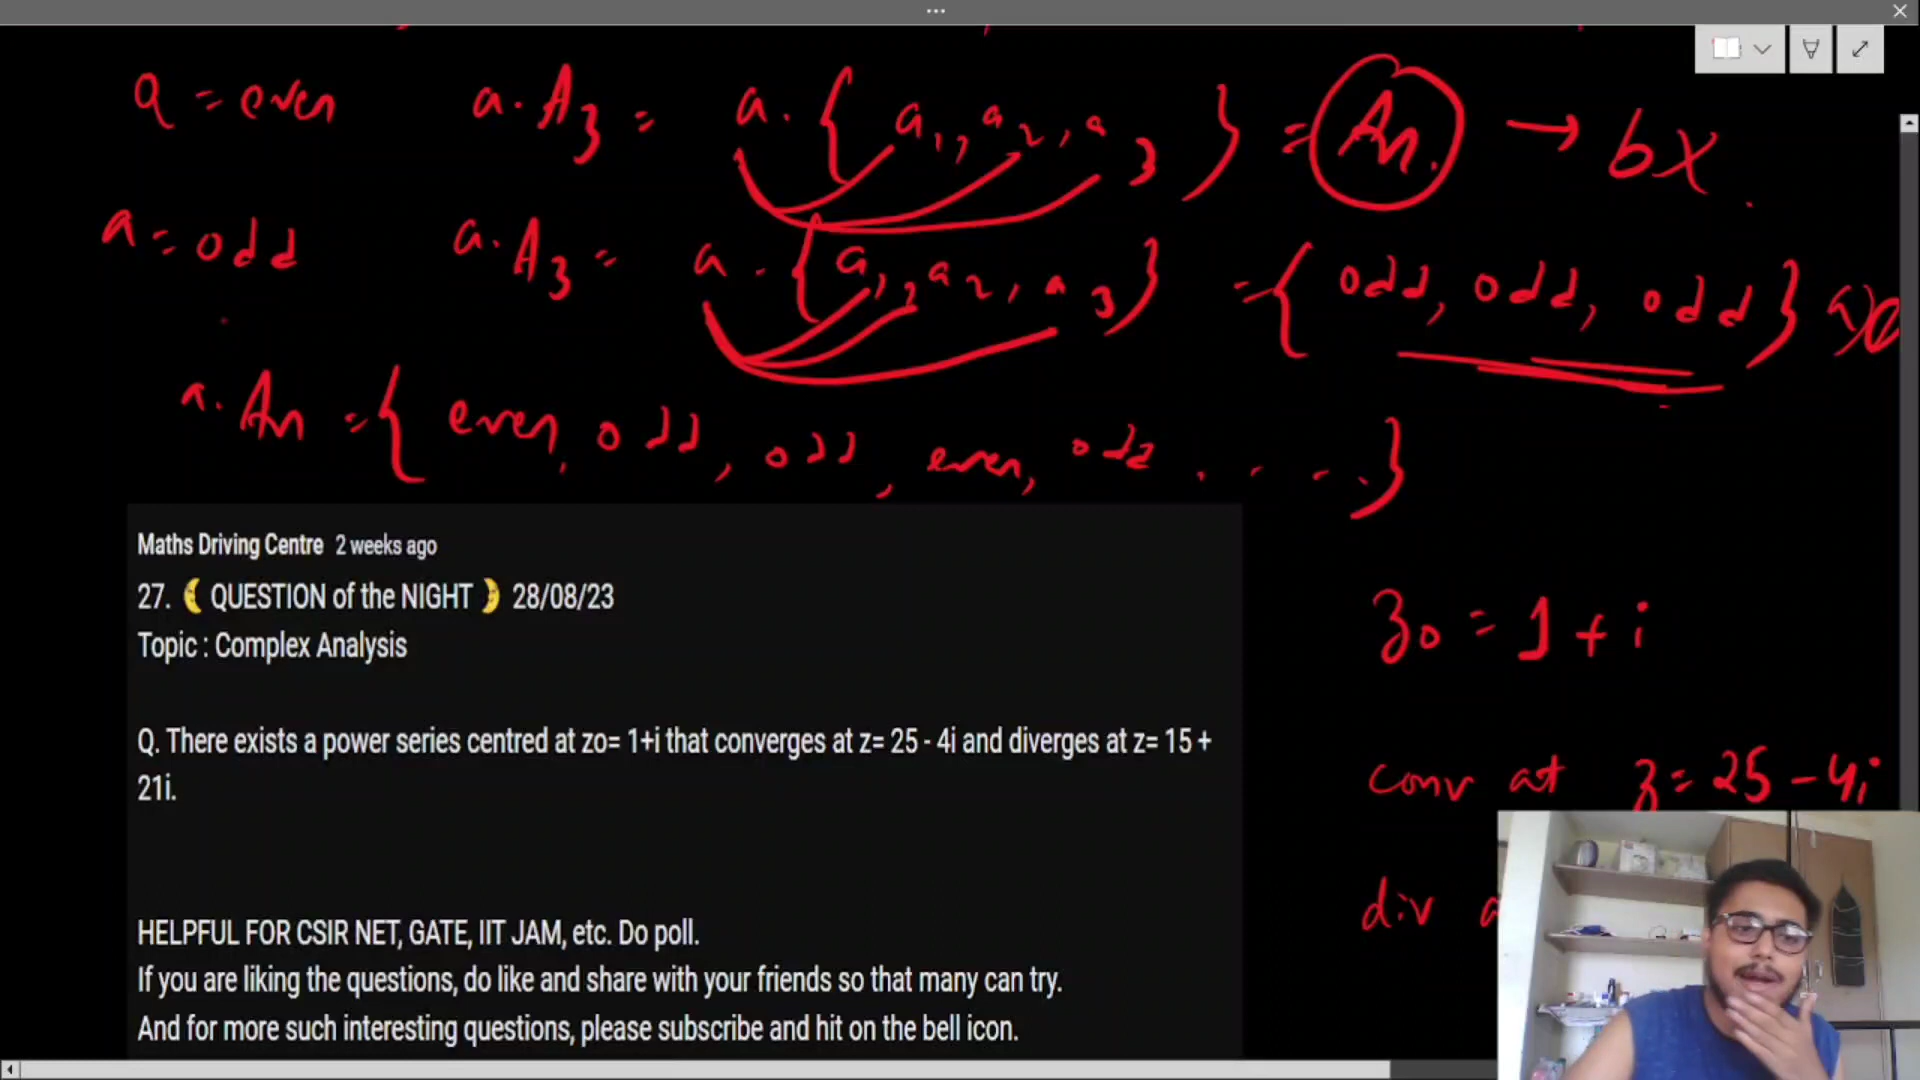 ...
a = even a. A3 = a. { a1, a2, a3 } = An. → bX.
a = odd a. A3 = a. { a1, a2, a3 } = { odd, odd, odd }
a. An = { even, odd, odd, even, odd . . . . }
Maths Driving Centre 2 weeks ago
27. 🌜 QUESTION of the NIGHT 🌛 28/08/23
Topic : Complex Analysis
z0 = 1 + i
Q. There exists a power series centred at zo= 1+i that converges at z= 25 - 4i and diverges at z= 15 +
21i.
conv at z = 25 - 4i
div a
HELPFUL FOR CSIR NET, GATE, IIT JAM, etc. Do poll.
If you are liking the questions, do like and share with your friends so that many can try.
And for more such interesting questions, please subscribe and hit on the bell icon.